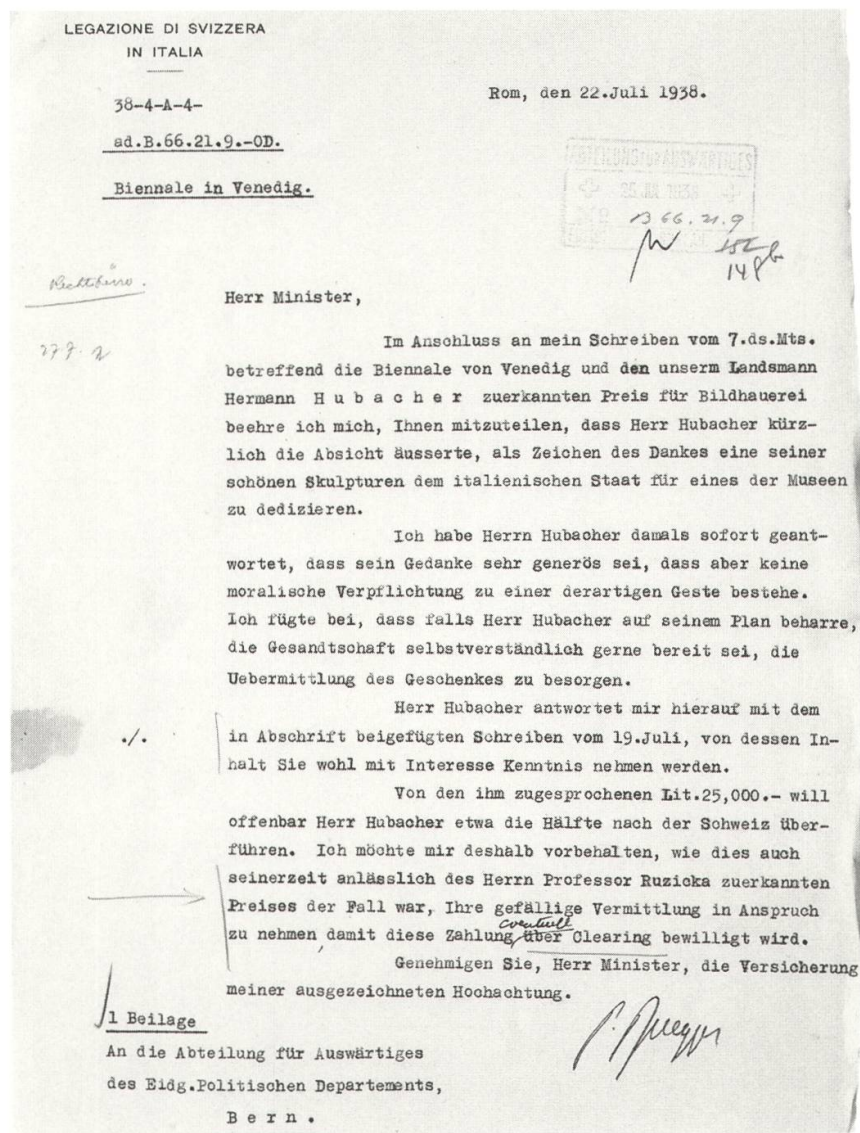 LEGAZIONE DI SVIZZERA
IN ITALIA
38-4-A-4-
ad.B.66.21.9.-OD.
Biennale in Venedig.
Rom, den 22.Juli 1938.
B 66.21.9
Rechtsbüro.
27.7.
Herr Minister,
Im Anschluss an mein Schreiben vom 7.ds.Mts.
betreffend die Biennale von Venedig und den unserm Landsmann
Hermann H u b a c h e r zuerkannten Preis für Bildhauerei
beehre ich mich, Ihnen mitzuteilen, dass Herr Hubacher kürz-
lich die Absicht äusserte, als Zeichen des Dankes eine seiner
schönen Skulpturen dem italienischen Staat für eines der Museen
zu dedizieren.
Ich habe Herrn Hubacher damals sofort geant-
wortet, dass sein Gedanke sehr generös sei, dass aber keine
moralische Verpflichtung zu einer derartigen Geste bestehe.
Ich fügte bei, dass falls Herr Hubacher auf seinem Plan beharre,
die Gesandtschaft selbstverständlich gerne bereit sei, die
Uebermittlung des Geschenkes zu besorgen.
Herr Hubacher antwortet mir hierauf mit dem
./. in Abschrift beigefügten Schreiben vom 19.Juli, von dessen In-
halt Sie wohl mit Interesse Kenntnis nehmen werden.
Von den ihm zugesprochenen Lit.25,000.- will
offenbar Herr Hubacher etwa die Hälfte nach der Schweiz über-
führen. Ich möchte mir deshalb vorbehalten, wie dies auch
seinerzeit anlässlich des Herrn Professor Ruzicka zuerkannten
Preises der Fall war, Ihre gefällige Vermittlung in Anspruch
eventuell
zu nehmen, damit diese Zahlung über Clearing bewilligt wird.
Genehmigen Sie, Herr Minister, die Versicherung
meiner ausgezeichneten Hochachtung.
P. Ruegger
1 Beilage
An die Abteilung für Auswärtiges
des Eidg.Politischen Departements,
B e r n .